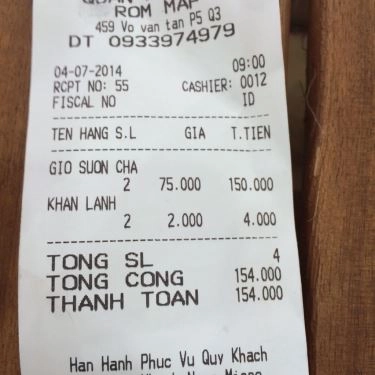 QUAN
ROM MAP
459 Vo van tan P5 Q3
DT 0933974979
04-07-2014 09:00
RCPT NO: 55 CASHIER: 0012
FISCAL NO ID
TEN HANG S.L GIA T.TIEN
GIO SUON CHA
2 75.000 150.000
KHAN LANH
2 2.000 4.000
TONG SL 4
TONG CONG 154.000
THANH TOAN 154.000
Han Hanh Phuc Vu Quy Khach